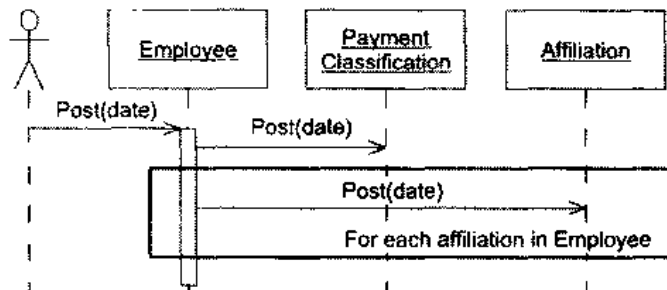 Employee
Payment
Classification
Affiliation
Post(date)
Post(date)
Post(date)
For each affiliation in Employee